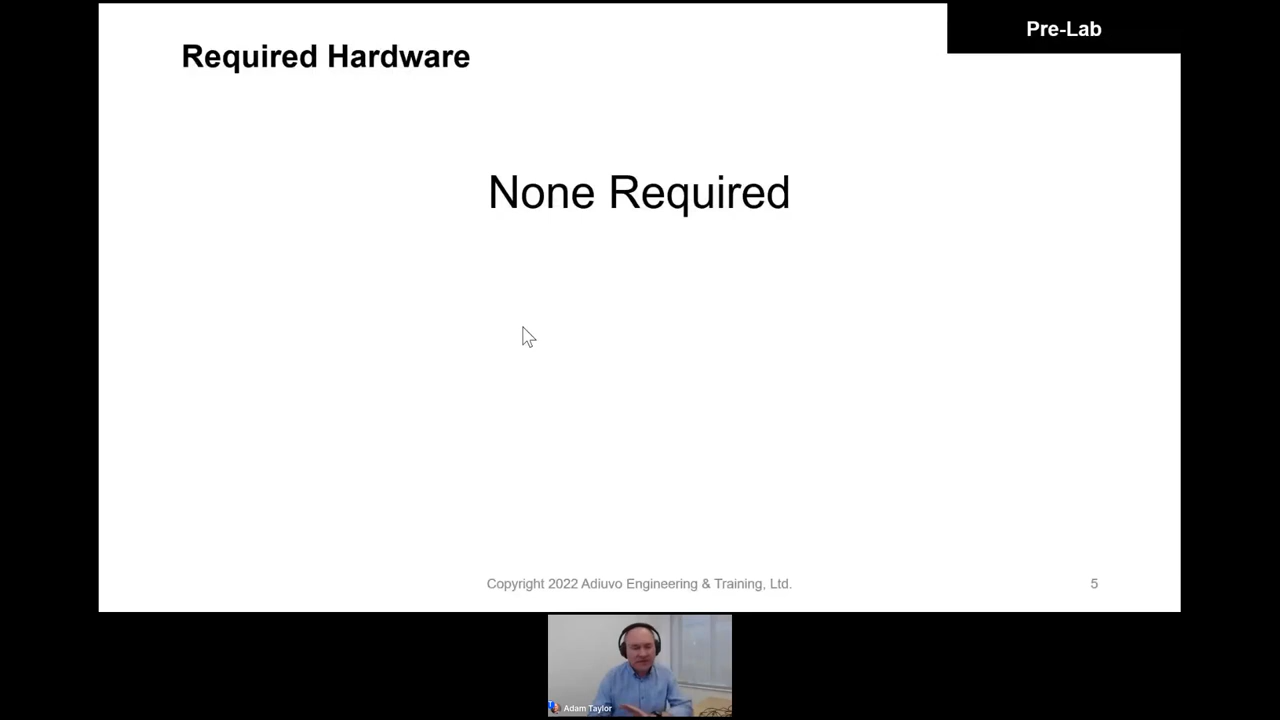 Pre-Lab
Required Hardware
None Required
Copyright 2022 Adiuvo Engineering & Training, Ltd.
5
Adam Taylor